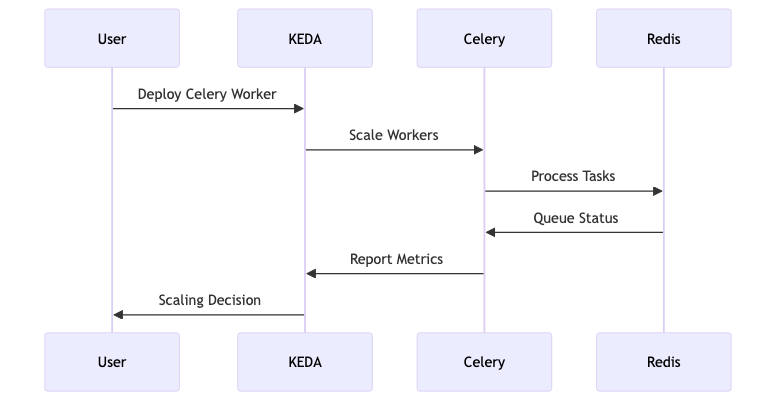 User KEDA Celery Redis
Deploy Celery Worker
Scale Workers
Process Tasks
Queue Status
Report Metrics
Scaling Decision
User KEDA Celery Redis